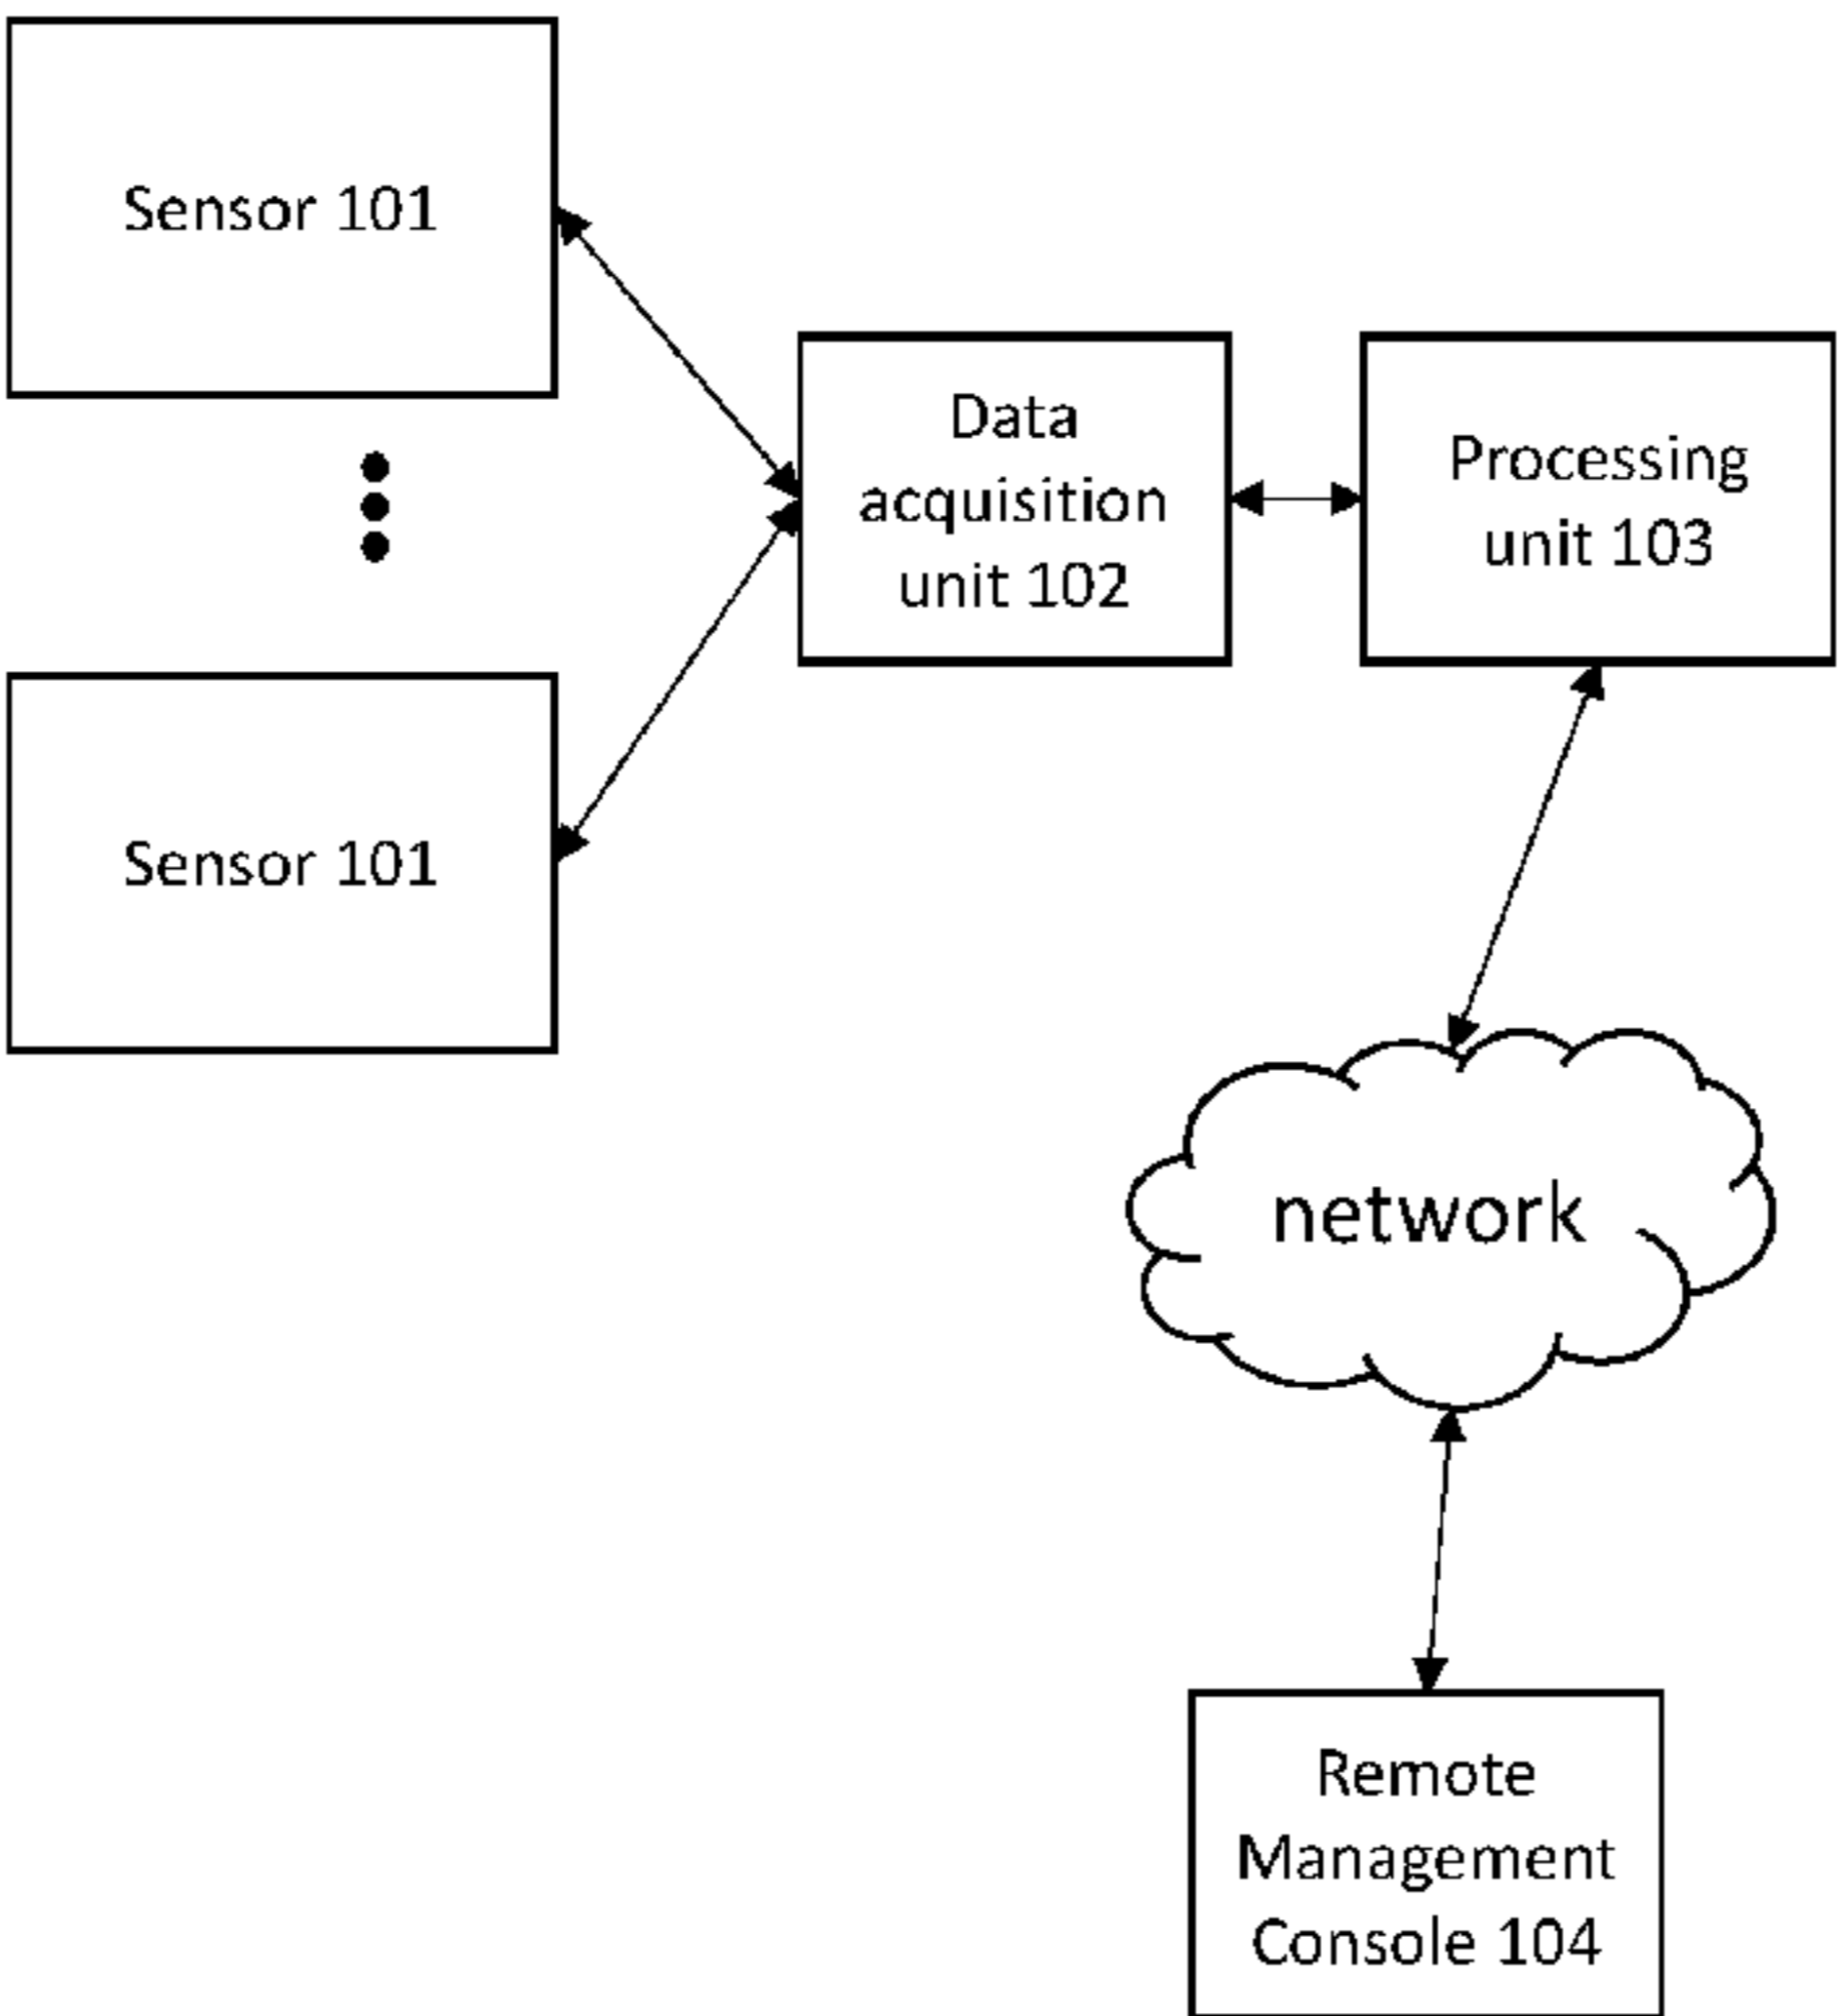 Sensor 101
Data
acquisition
unit 102
Processing
unit 103
Sensor 101
network
Remote
Management
Console 104